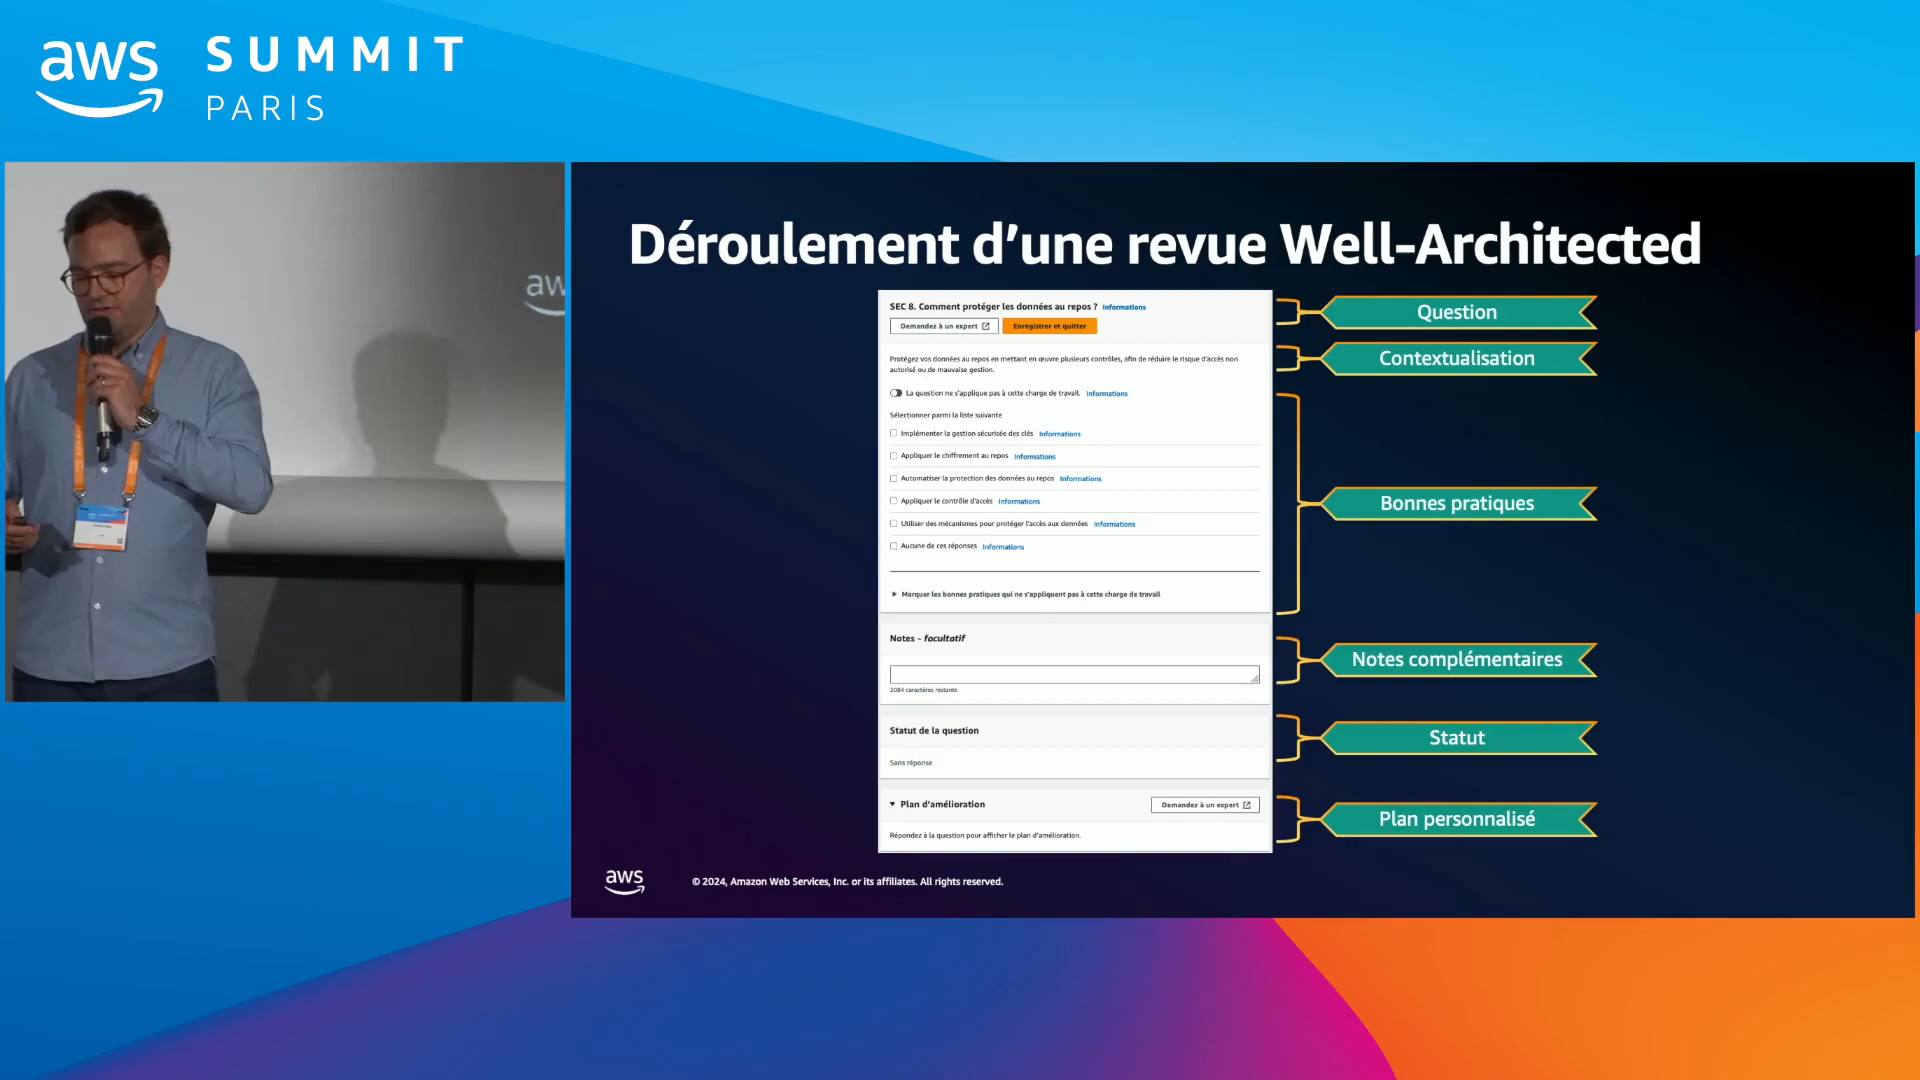 aws
SUMMIT
PARIS
aw
Déroulement d’une revue Well-Architected
SEC 8. Comment protéger les données au repos ? Informations
Demandez à un expert
Enregistrer et quitter
Protégez vos données au repos en mettant en œuvre plusieurs contrôles, afin de réduire le risque d'accès non
autorisé ou de mauvaise gestion.
La question ne s'applique pas à cette charge de travail. Informations
Sélectionner parmi la liste suivante
Implémenter la gestion sécurisée des clés Informations
Appliquer le chiffrement au repos Informations
Automatiser la protection des données au repos Informations
Appliquer le contrôle d'accès Informations
Utiliser des mécanismes pour protéger l'accès aux données Informations
Aucune de ces réponses Informations
Marquer les bonnes pratiques qui ne s'appliquent pas à cette charge de travail
Notes - facultatif
2084 caractères restants
Statut de la question
Sans réponse
Plan d'amélioration
Demandez à un expert
Répondez à la question pour afficher le plan d'amélioration.
Question
Contextualisation
Bonnes pratiques
Notes complémentaires
Statut
Plan personnalisé
aws
© 2024, Amazon Web Services, Inc. or its affiliates. All rights reserved.